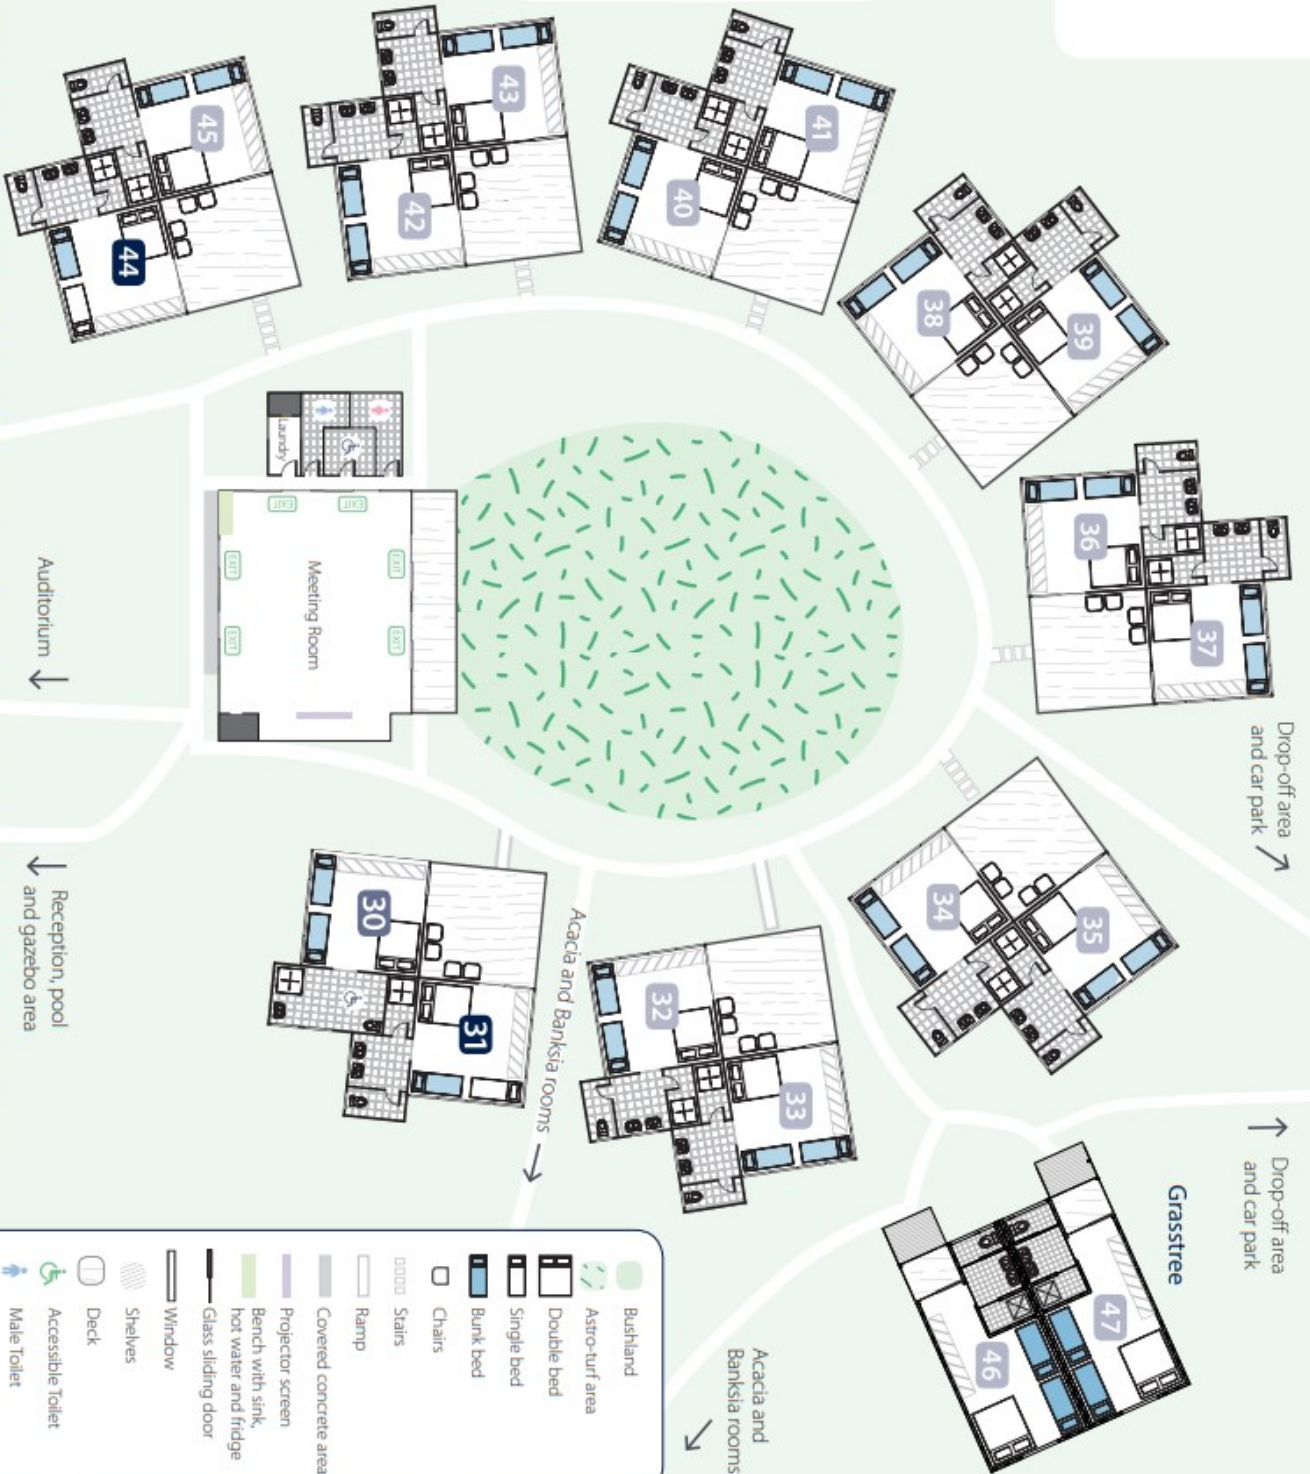 45
44
43
42
41
40
39
38
36
37
Drop-off area
and car park
Laundry
EXIT
EXIT
EXIT
EXIT
EXIT
EXIT
Meeting Room
Auditorium
Reception, pool
and gazebo area
30
31
Acacia and Banksia rooms
32
33
34
35
Drop-off area
and car park
Grasstree
47
46
Acacia and
Banksia rooms
Bushland
Astro-turf area
Double bed
Single bed
Bunk bed
Chairs
Stairs
Ramp
Covered concrete area
Projector screen
Bench with sink,
hot water and fridge
Glass sliding door
Window
Shelves
Deck
Accessible Toilet
Male Toilet